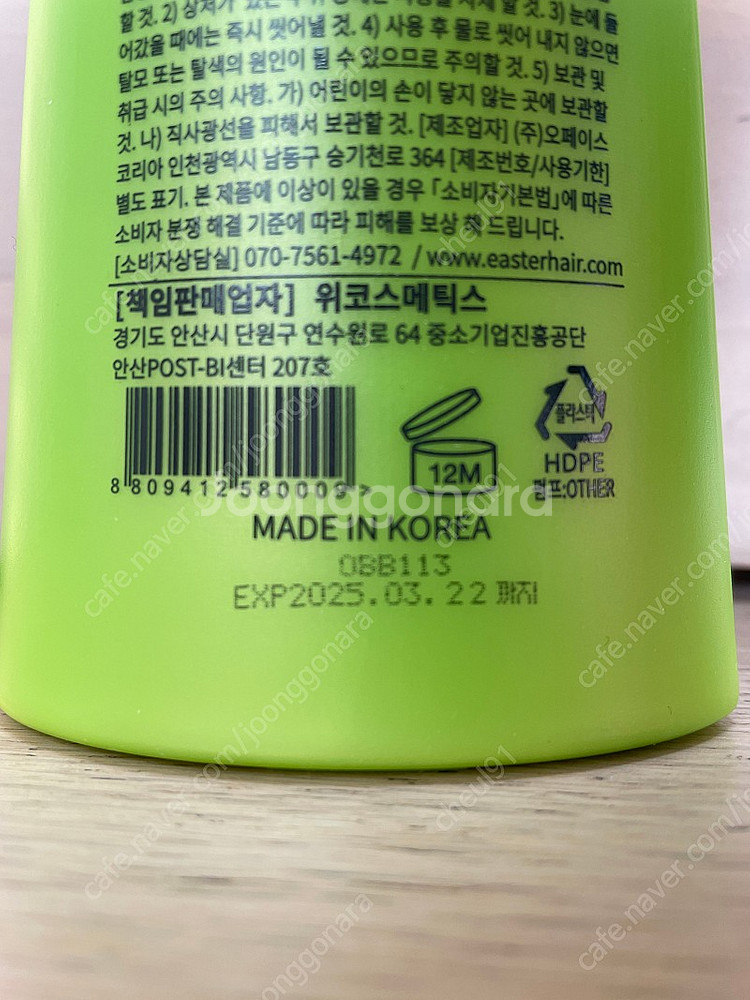 할 것. 2) 상처가 있는
할 것. 3) 눈에 들
어갔을 때에는 즉시 씻어낼 것. 4) 사용 후 물로 씻어 내지 않으면
탈모 또는 탈색의 원인이 될 수 있으므로 주의할 것. 5) 보관 및
취급 시의 주의 사항. 가) 어린이의 손이 닿지 않는 곳에 보관할
것. 나) 직사광선을 피해서 보관할 것. [제조업자] (주)오페이스
코리아 인천광역시 남동구 승기천로 364 [제조번호/사용기한]
별도 표기. 본 제품에 이상이 있을 경우 「소비자기본법」에 따른
소비자 분쟁 해결 기준에 따라 피해를 보상 해 드립니다.
[소비자상담실] 070-7561-4972 / www.easterhair.com
[책임판매업자] 위코스메틱스
경기도 안산시 단원구 연수원로 64 중소기업진흥공단
안산POST-BI센터 207호
플라스틱
12M
HDPE
펌프:OTHER
8 809412 580009 >
MADE IN KOREA
OBB113
EXP2025.03.22 까지
Joonggonara
cafe.naver.com/joonggonara
cheul91